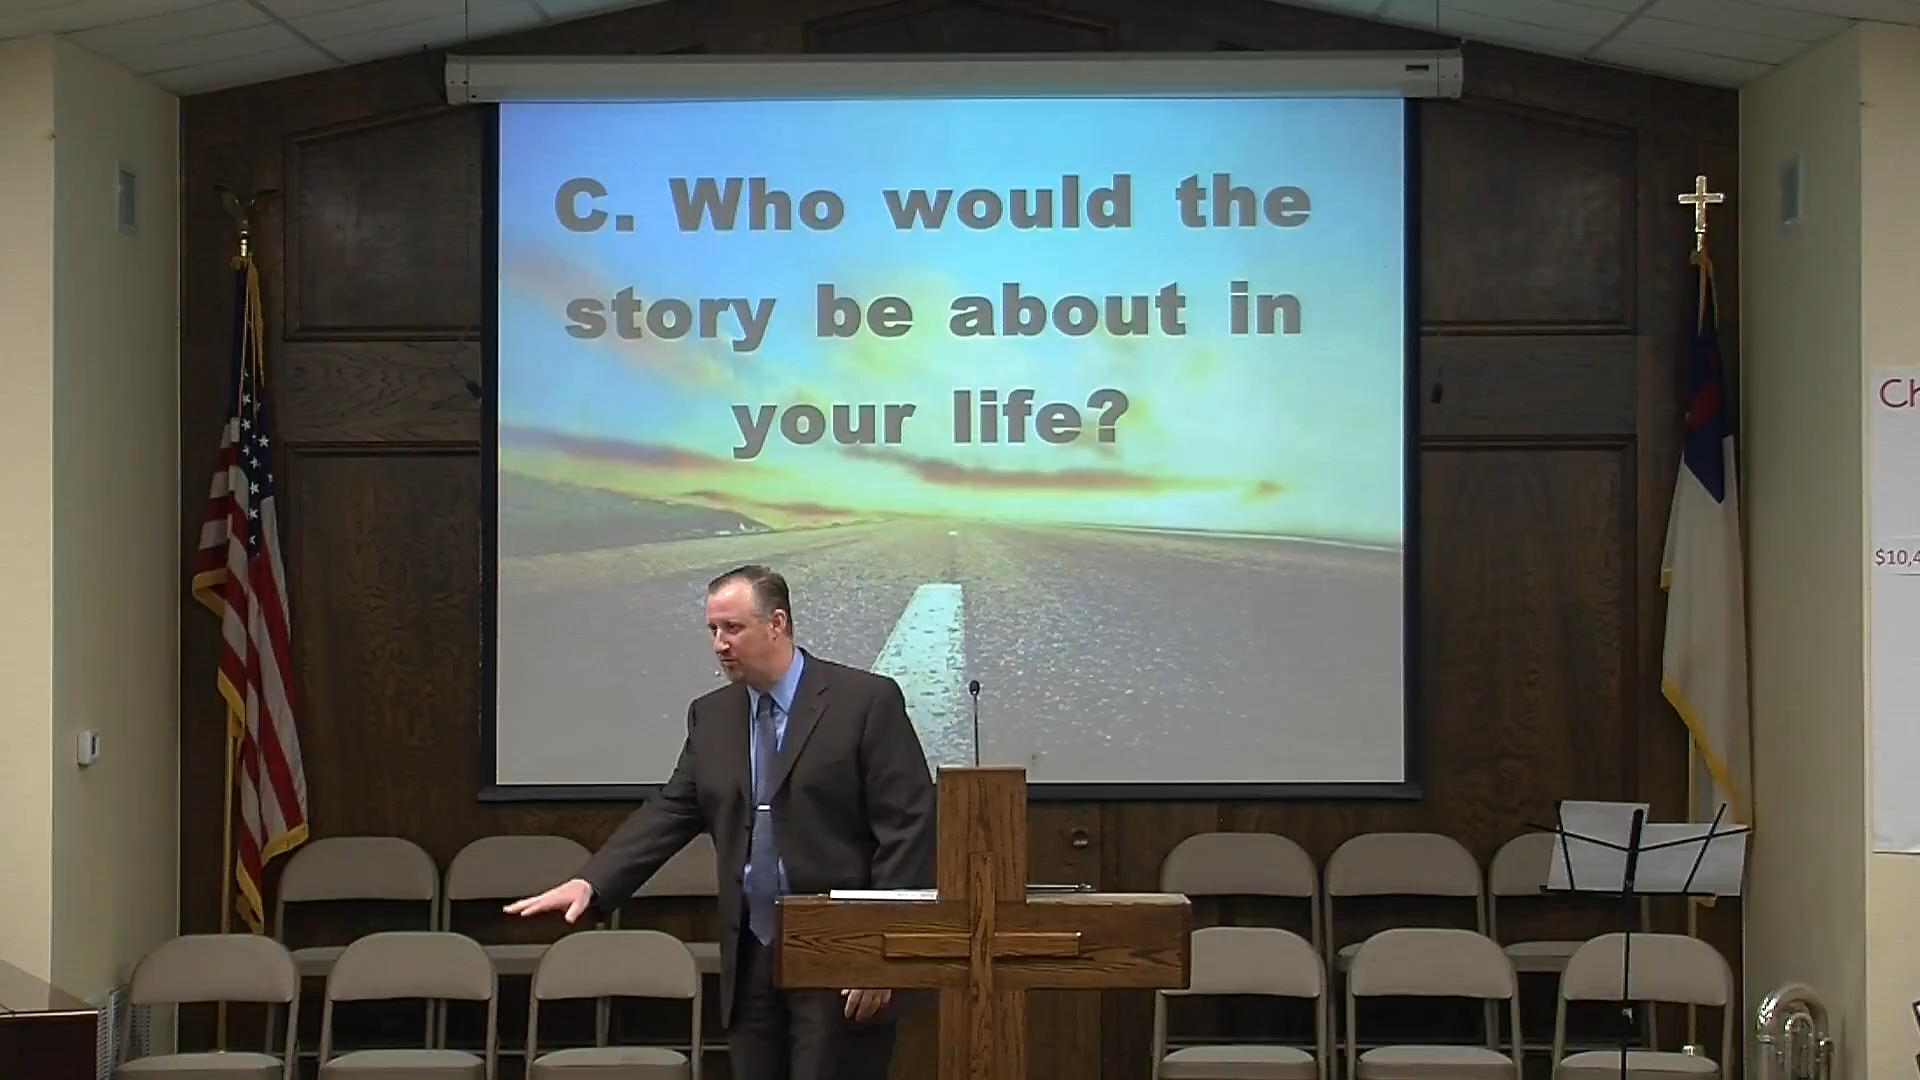 C. Who would the
story be about in
your life?
Ch
$10,4